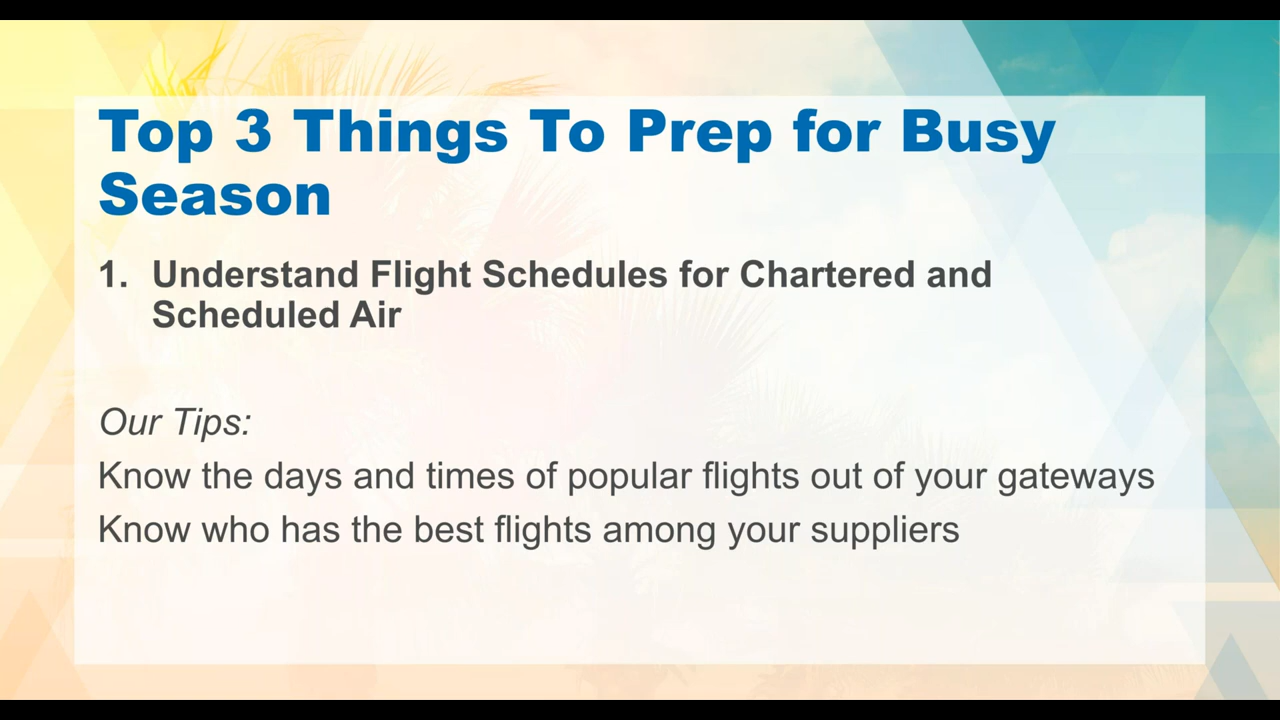 Top 3 Things To Prep for Busy
Season
1. Understand Flight Schedules for Chartered and
Scheduled Air
Our Tips:
Know the days and times of popular flights out of your gateways
Know who has the best flights among your suppliers